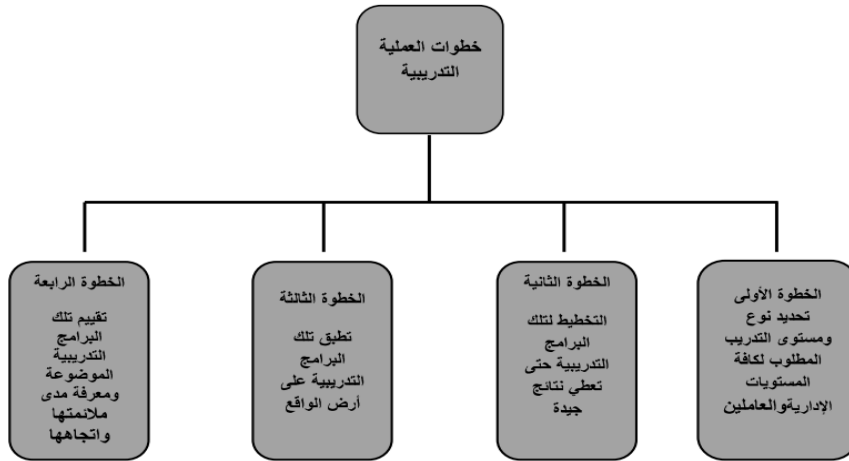 خطوات العملية
التدريبية
الخطوة الأولى
تحديد نوع
ومستوى التدريب
المطلوب لكافة
المستويات
الإداريةوالعاملين
الخطوة الثانية
التخطيط لتلك
البرامج
التدريبية حتى
تعطي نتائج
جيدة
الخطوة الثالثة
تطبق تلك
البرامج
التدريبية على
أرض الواقع
الخطوة الرابعة
تقييم تلك
البرامج
التدريبية
الموضوعة
ومعرفة مدى
ملائمتها
واتجاهها